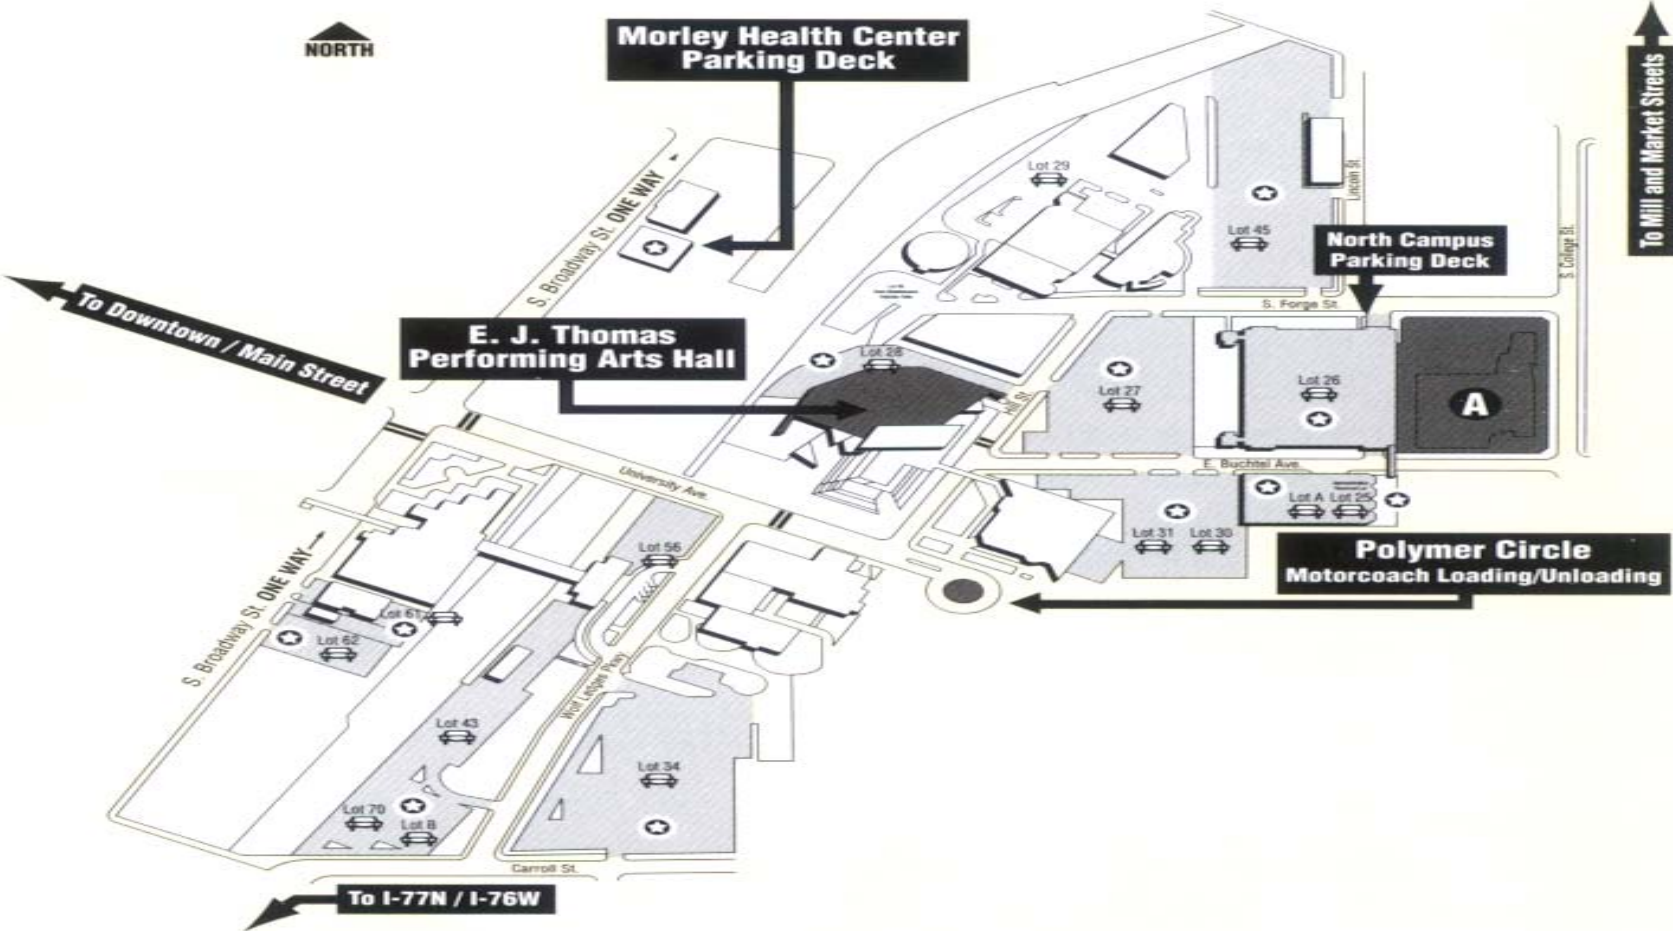 NORTH
Morley Health Center
Parking Deck
To Mill and Market Streets
S. Broadway St. ONE WAY
Lot 29
Lincoln St.
Lot 45
North Campus
Parking Deck
S. College St.
S. Forge St.
To Downtown / Main Street
E. J. Thomas
Performing Arts Hall
Lot 28
Hill St.
Lot 27
Lot 26
A
E. Buchtel Ave.
University Ave.
Lot A
Lot 25
Lot 31
Lot 30
Lot 56
Polymer Circle
Motorcoach Loading/Unloading
S. Broadway St. ONE WAY
Lot 61
Lot 62
Wolf Ledges Pkwy
Lot 43
Lot 34
Lot 70
Lot B
Carroll St.
To I-77N / I-76W